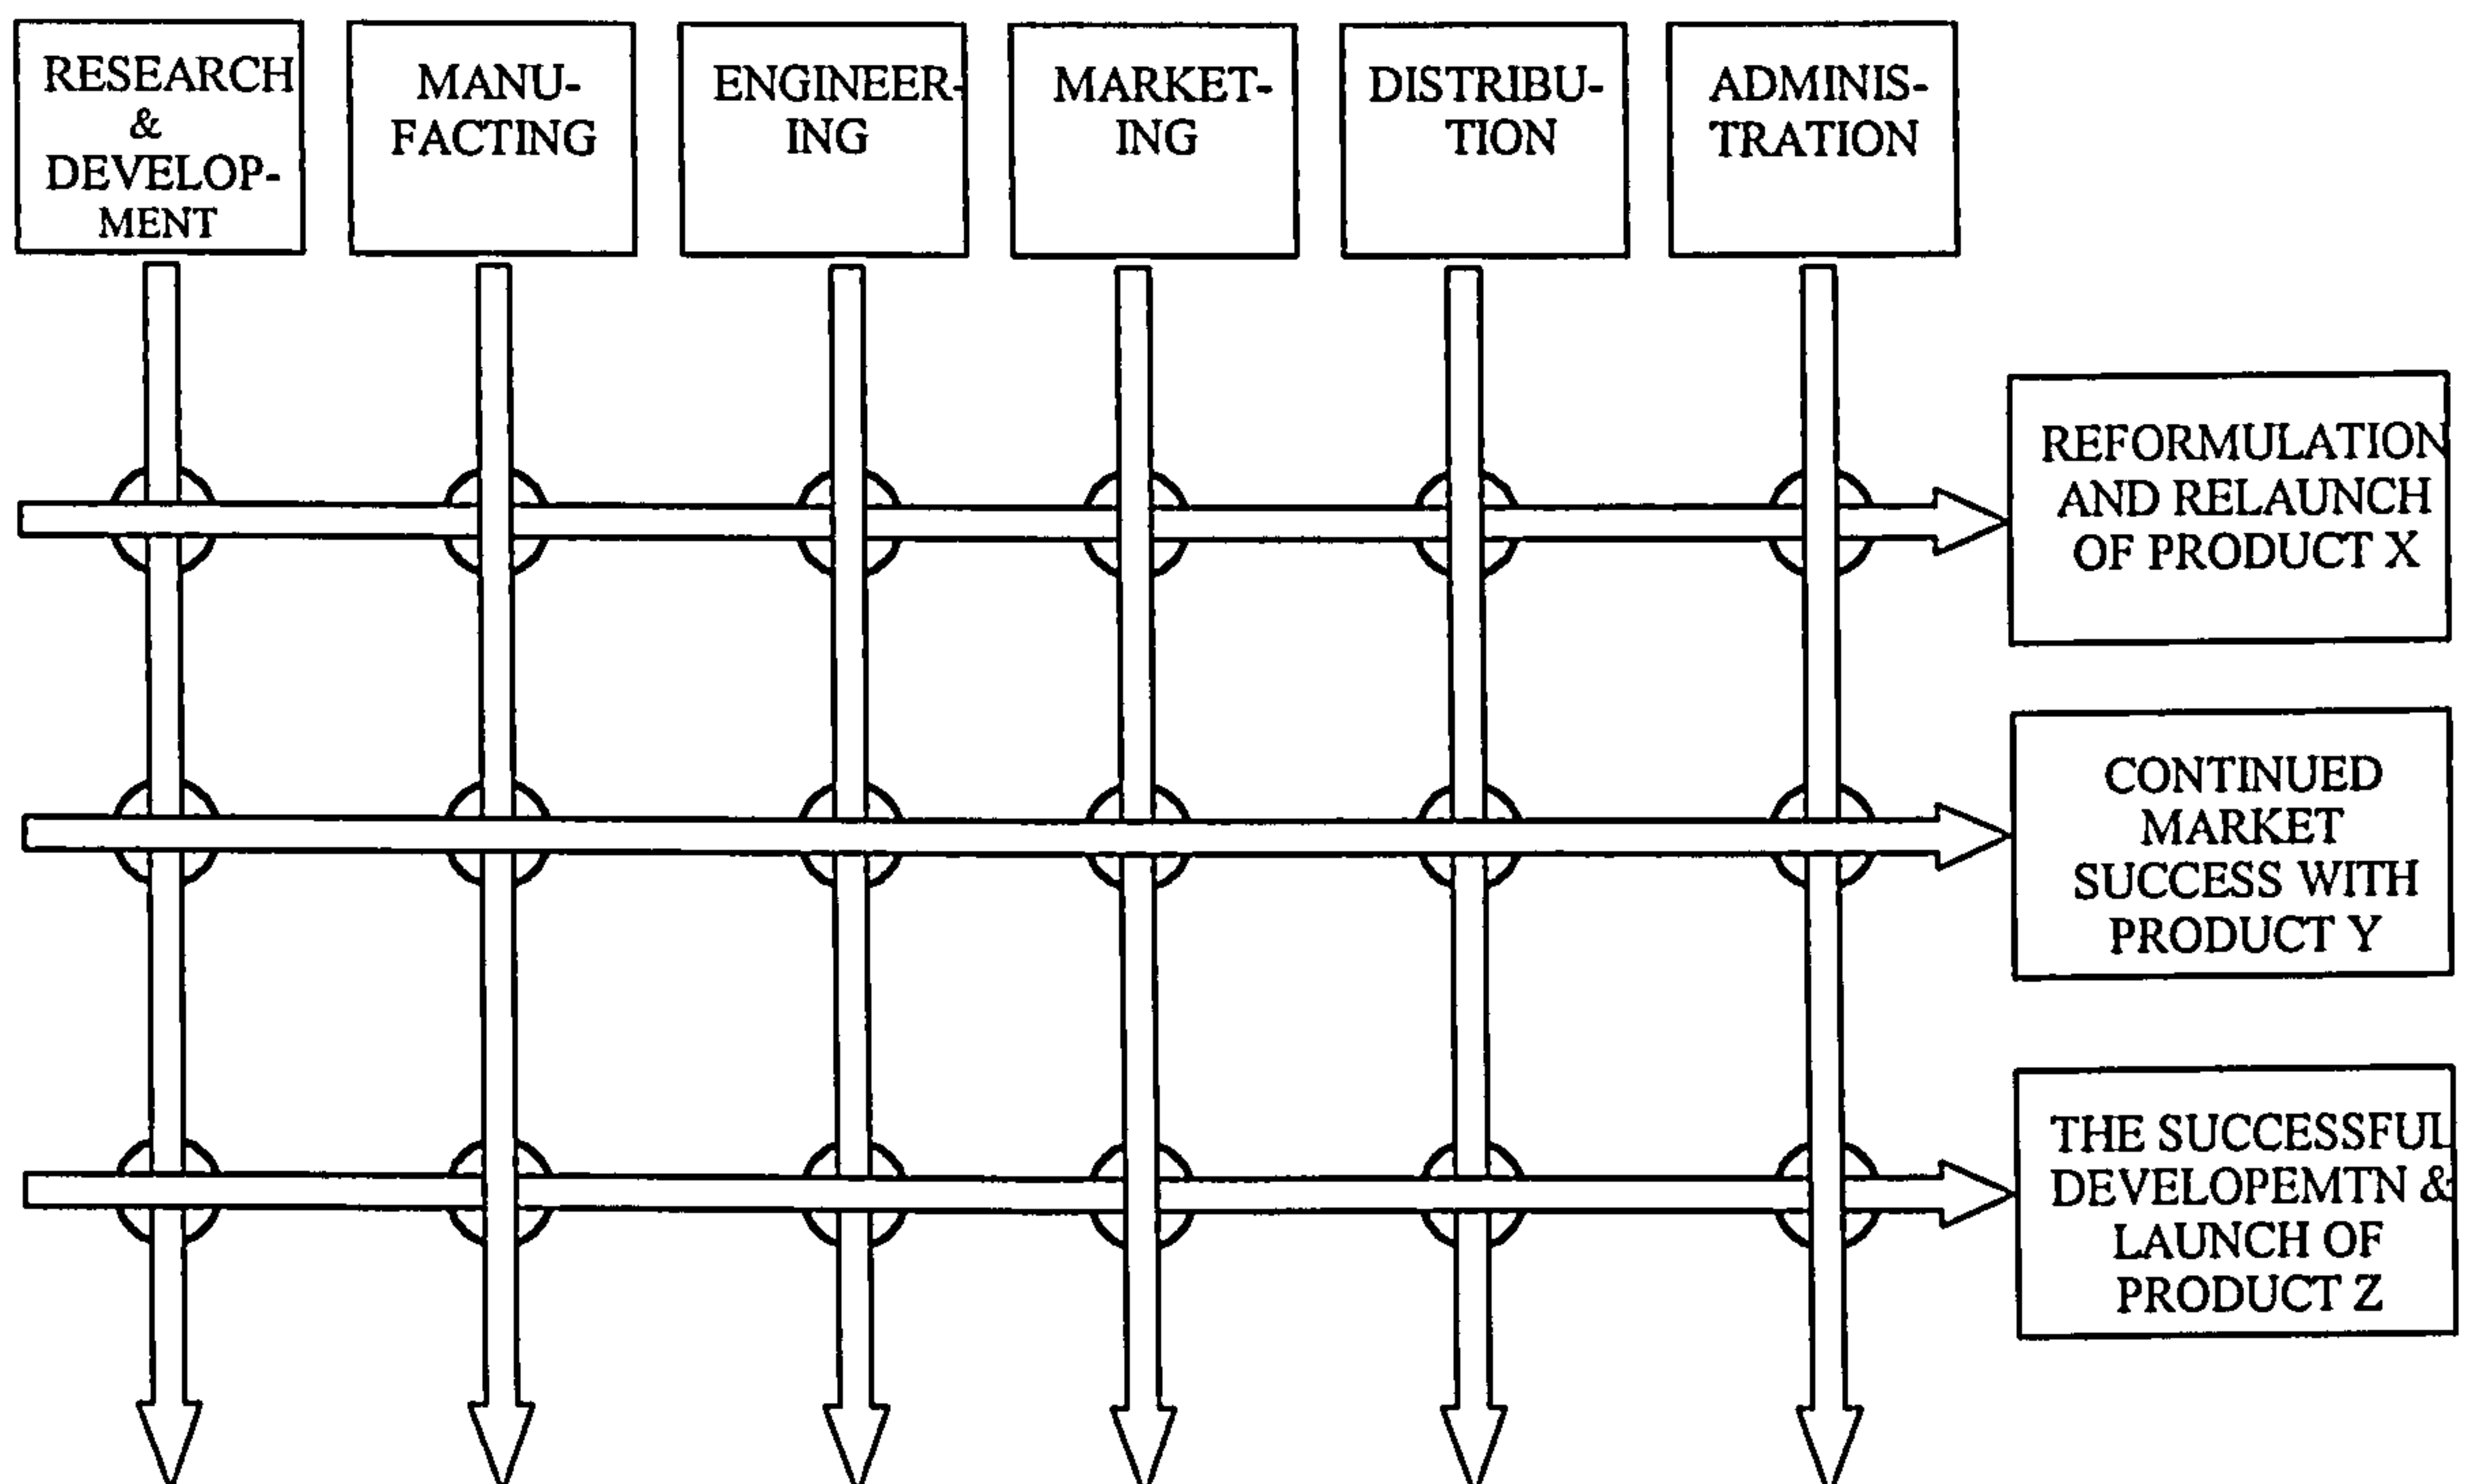 RESEARCH
&
DEVELOP-
MENT
MANU-
FACTING
ENGINEER-
ING
MARKET-
ING
DISTRIBU-
TION
ADMINIS-
TRATION
REFORMULATION
AND RELAUNCH
OF PRODUCT X
CONTINUED
MARKET
SUCCESS WITH
PRODUCT Y
THE SUCCESSFUL
DEVELOPEMTN &
LAUNCH OF
PRODUCT Z